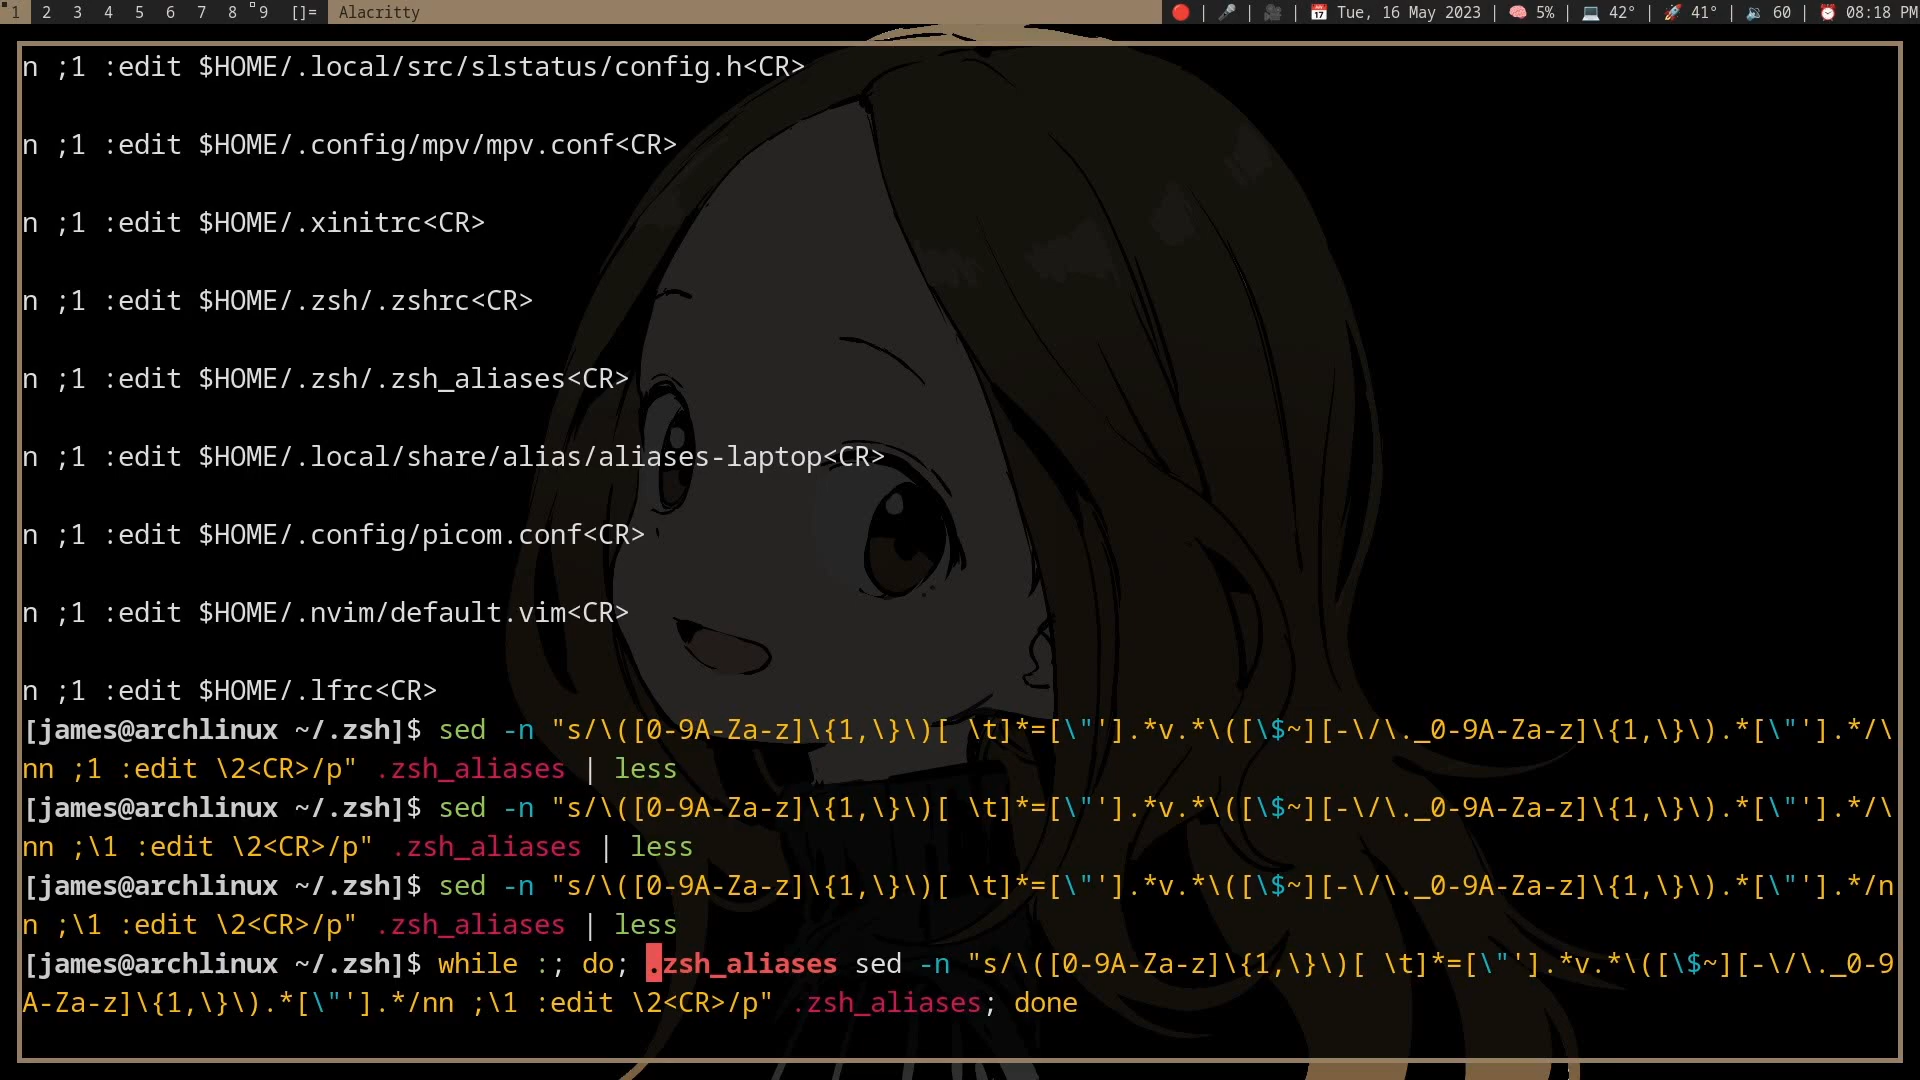 1 2 3 4 5 6 7 8 9 []= Alacritty | | | Tue, 16 May 2023 | 5% | 42° | 41° | 60 | 08:18 PM
n ;1 :edit $HOME/.local/src/slstatus/config.h<CR>
n ;1 :edit $HOME/.config/mpv/mpv.conf<CR>
n ;1 :edit $HOME/.xinitrc<CR>
n ;1 :edit $HOME/.zsh/.zshrc<CR>
n ;1 :edit $HOME/.zsh/.zsh_aliases<CR>
n ;1 :edit $HOME/.local/share/alias/aliases-laptop<CR>
n ;1 :edit $HOME/.config/picom.conf<CR>
n ;1 :edit $HOME/.nvim/default.vim<CR>
n ;1 :edit $HOME/.lfrc<CR>
[james@archlinux ~/.zsh]$ sed -n "s/\([0-9A-Za-z]\{1,\}\)[ \t]*=[\"'].*v.*\([\$~][-\/\._0-9A-Za-z]\{1,\}\).*[\"'].*/\
nn ;1 :edit \2<CR>/p" .zsh_aliases | less
[james@archlinux ~/.zsh]$ sed -n "s/\([0-9A-Za-z]\{1,\}\)[ \t]*=[\"'].*v.*\([\$~][-\/\._0-9A-Za-z]\{1,\}\).*[\"'].*/\
nn ;\1 :edit \2<CR>/p" .zsh_aliases | less
[james@archlinux ~/.zsh]$ sed -n "s/\([0-9A-Za-z]\{1,\}\)[ \t]*=[\"'].*v.*\([\$~][-\/\._0-9A-Za-z]\{1,\}\).*[\"'].*/n
n ;\1 :edit \2<CR>/p" .zsh_aliases | less
[james@archlinux ~/.zsh]$ while :; do; .zsh_aliases sed -n "s/\([0-9A-Za-z]\{1,\}\)[ \t]*=[\"'].*v.*\([\$~][-\/\._0-9
A-Za-z]\{1,\}\).*[\"'].*/nn ;\1 :edit \2<CR>/p" .zsh_aliases; done